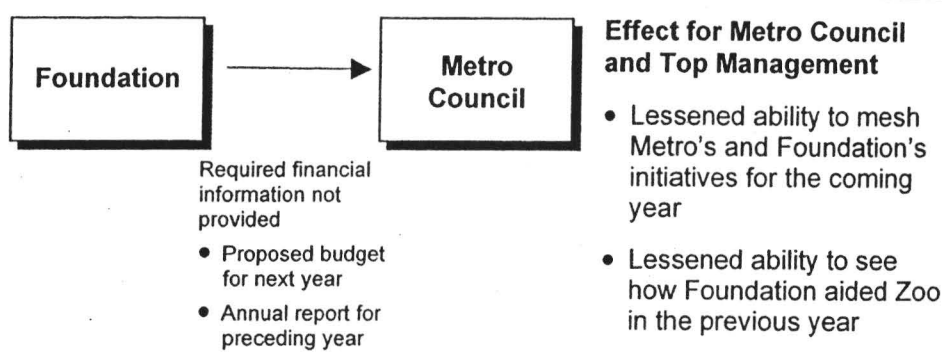 Foundation
Metro
Council
Required financial
information not
provided
● Proposed budget
for next year
● Annual report for
preceding year
Effect for Metro Council
and Top Management
● Lessened ability to mesh
Metro's and Foundation's
initiatives for the coming
year
● Lessened ability to see
how Foundation aided Zoo
in the previous year